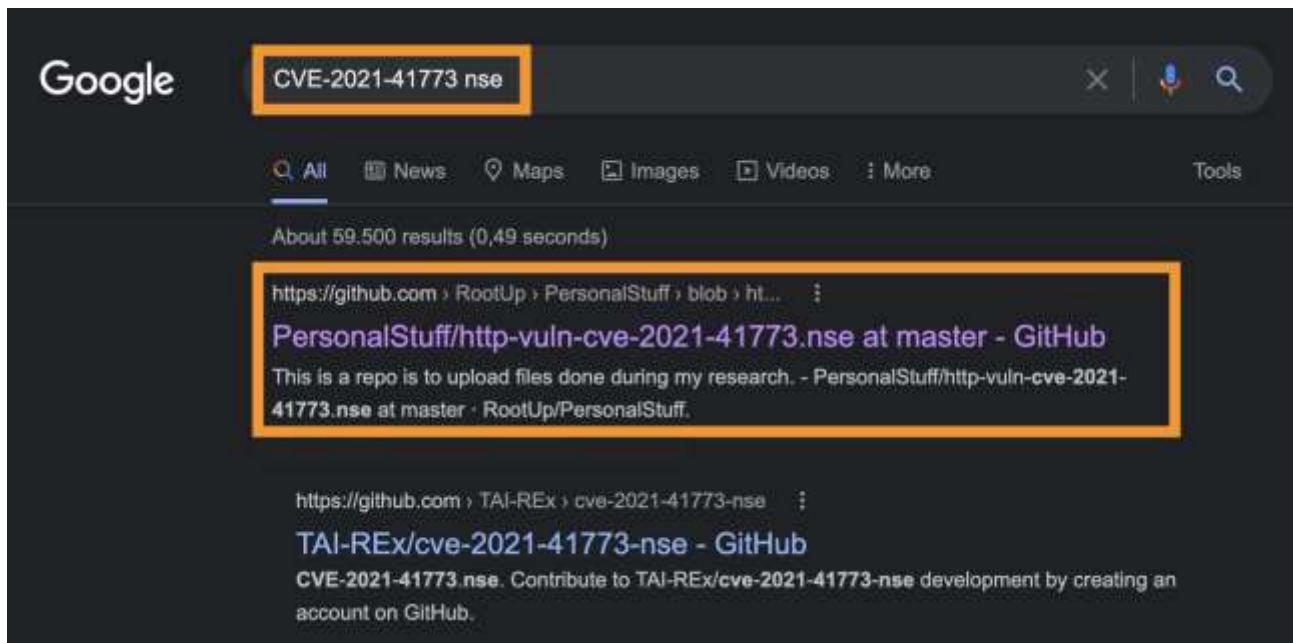 Google
CVE-2021-41773 nse
All News Maps Images Videos More Tools
About 59.500 results (0,49 seconds)
https://github.com › RootUp › PersonalStuff › blob › ht...
PersonalStuff/http-vuln-cve-2021-41773.nse at master - GitHub
This is a repo is to upload files done during my research. - PersonalStuff/http-vuln-cve-2021-
41773.nse at master · RootUp/PersonalStuff.
https://github.com › TAI-REx › cve-2021-41773-nse
TAI-REx/cve-2021-41773-nse - GitHub
CVE-2021-41773.nse. Contribute to TAI-REx/cve-2021-41773-nse development by creating an
account on GitHub.